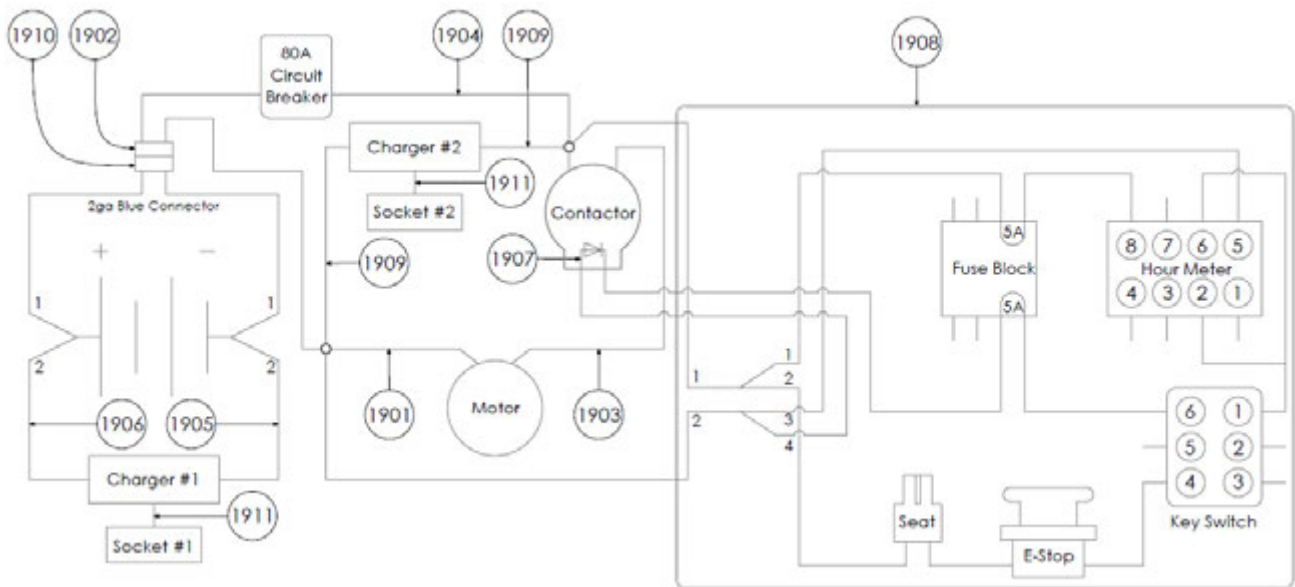 1910
1902
1904
1909
1908
80A
Circuit
Breaker
Charger #2
1911
Socket #2
Contactor
1907
2ga Blue Connector
+
−
1
1
2
2
1909
1906
1905
Charger #1
1911
Socket #1
1901
Motor
1903
1
2
1
2
3
4
5A
Fuse Block
5A
8 7 6 5
Hour Meter
4 3 2 1
6 1
5 2
4 3
Key Switch
Seat
E-Stop